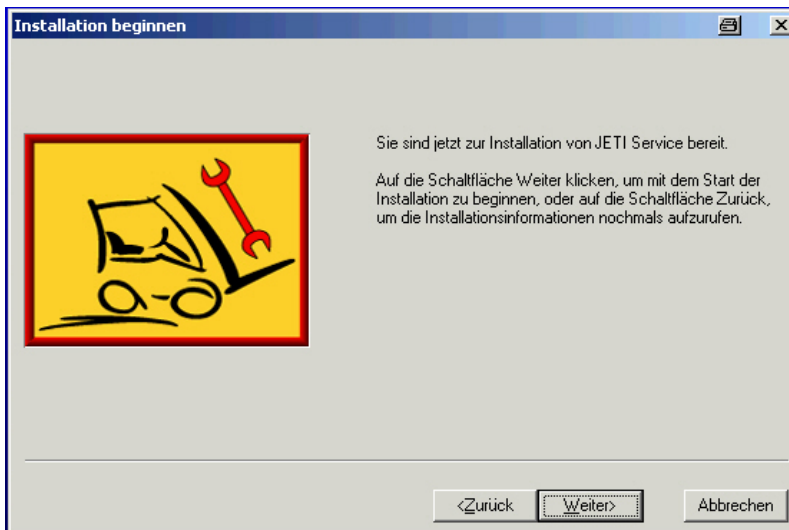 Installation beginnen
Sie sind jetzt zur Installation von JETI Service bereit.
Auf die Schaltfläche Weiter klicken, um mit dem Start der
Installation zu beginnen, oder auf die Schaltfläche Zurück,
um die Installationsinformationen nochmals aufzurufen.
<Zurück
Weiter>
Abbrechen